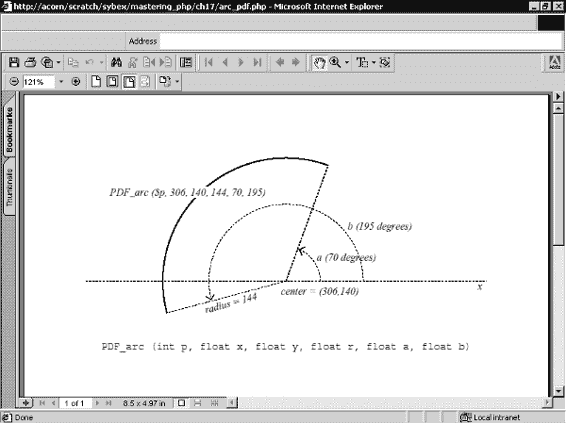 http://acorn/scratch/sybex/mastering_php/ch17/arc_pdf.php - Microsoft Internet Explorer
Address
Adobe
121%
Bookmarks
Thumbnails
PDF_arc ($p, 306, 140, 144, 70, 195)
b (195 degrees)
a (70 degrees)
center = (306,140)
x
radius = 144
PDF_arc (int p, float x, float y, float r, float a, float b)
1 of 1
8.5 x 4.97 in
Done
Local intranet